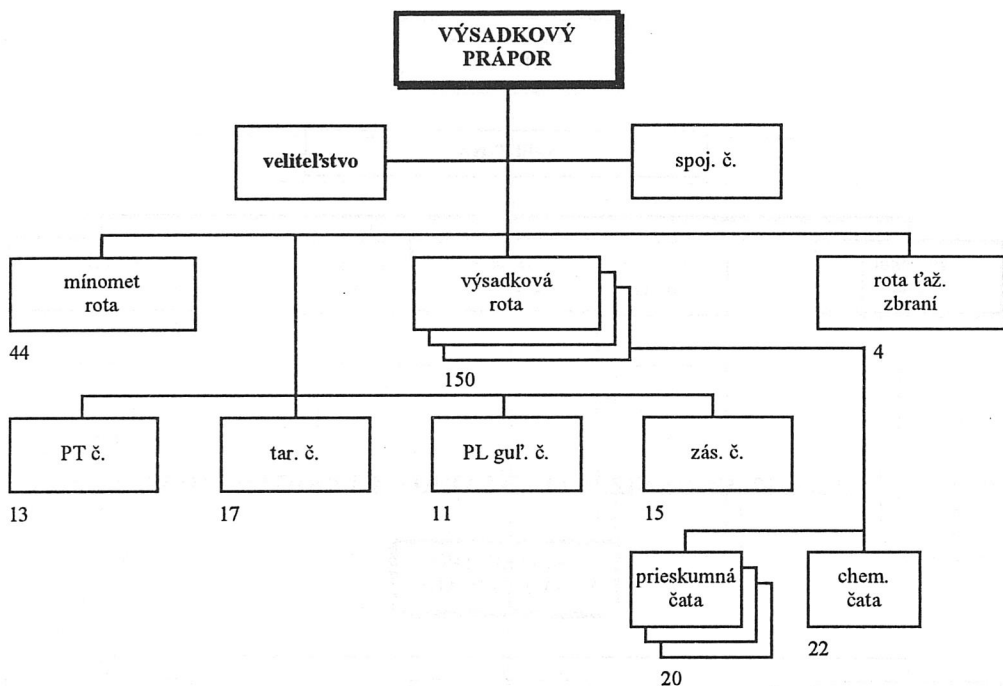 VÝSADKOVÝ
PRÁPOR
veliteľstvo
spoj. č.
mínomet
rota
výsadková
rota
rota ťaž.
zbraní
44
150
4
PT č.
tar. č.
PL guľ. č.
zás. č.
13
17
11
15
prieskumná
čata
chem.
čata
20
22